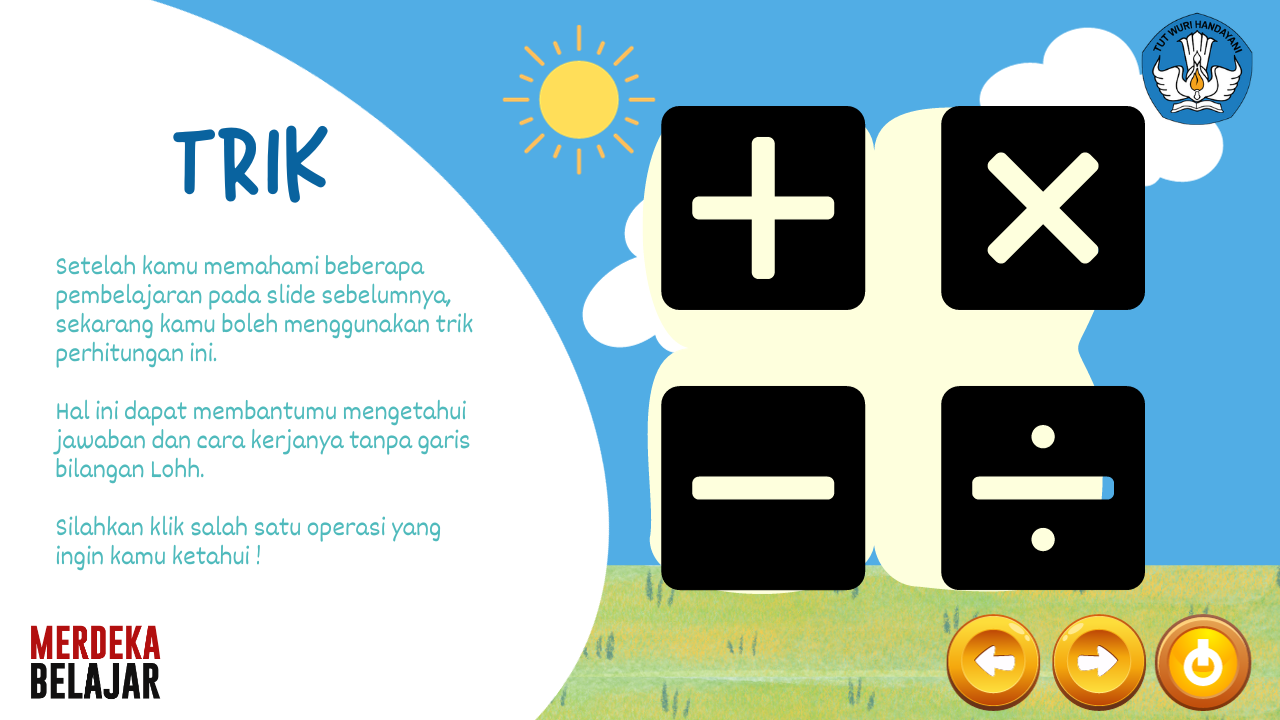 TUT WURI HANDAYANI
TRIK
Setelah kamu memahami beberapa
pembelajaran pada slide sebelumnya,
sekarang kamu boleh menggunakan trik
perhitungan ini.
Hal ini dapat membantumu mengetahui
jawaban dan cara kerjanya tanpa garis
bilangan Lohh.
Silahkan klik salah satu operasi yang
ingin kamu ketahui !
MERDEKA
BELAJAR